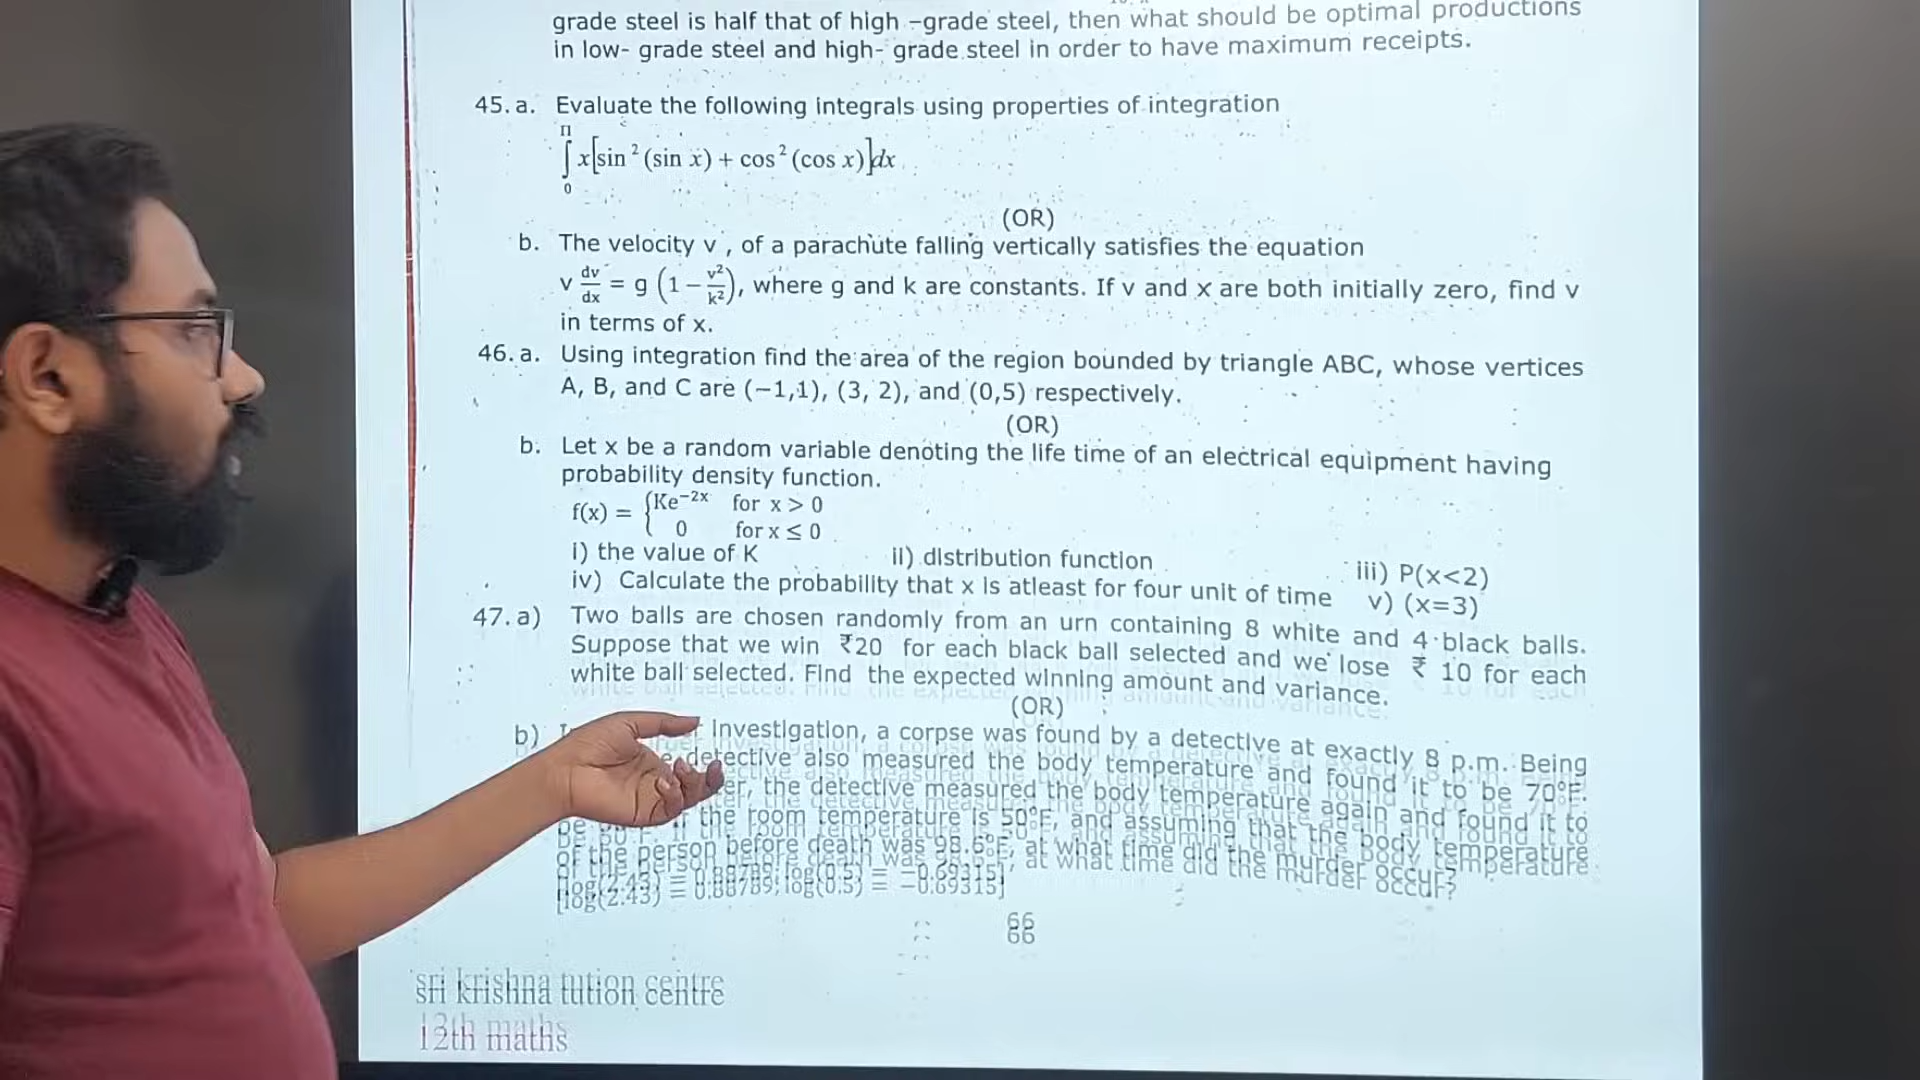 grade steel is half that of high -grade steel, then what should be optimal productions
in low- grade steel and high- grade steel in order to have maximum receipts.
45. a. Evaluate the following integrals using properties of integration
∫₀^Π x[sin²(sin x) + cos²(cos x)]dx
(OR)
b. The velocity v , of a parachute falling vertically satisfies the equation
v dv/dx = g (1 − v²/k²), where g and k are constants. If v and x are both initially zero, find v
in terms of x.
46. a. Using integration find the area of the region bounded by triangle ABC, whose vertices
A, B, and C are (−1,1), (3, 2), and (0,5) respectively.
(OR)
b. Let x be a random variable denoting the life time of an electrical equipment having
probability density function.
f(x) = { Ke⁻²ˣ for x > 0
0 for x ≤ 0
i) the value of K ii) distribution function iii) P(x<2)
iv) Calculate the probability that x is atleast for four unit of time v) (x=3)
47. a) Two balls are chosen randomly from an urn containing 8 white and 4 black balls.
Suppose that we win ₹20 for each black ball selected and we lose ₹ 10 for each
white ball selected. Find the expected winning amount and variance.
(OR)
b) Investigation, a corpse was found by a detective at exactly 8 p.m. Being
detective also measured the body temperature and found it to be 70°F.
the detective measured the body temperature again and found it to
be the room temperature is 50°F, and assuming that the body temperature
of the person before death was 98.6°F, at what time did the murder occur?
[log(2.43) = 0.88789; log(0.5) = −0.69315]
66
sri krishna tution centre
12th maths